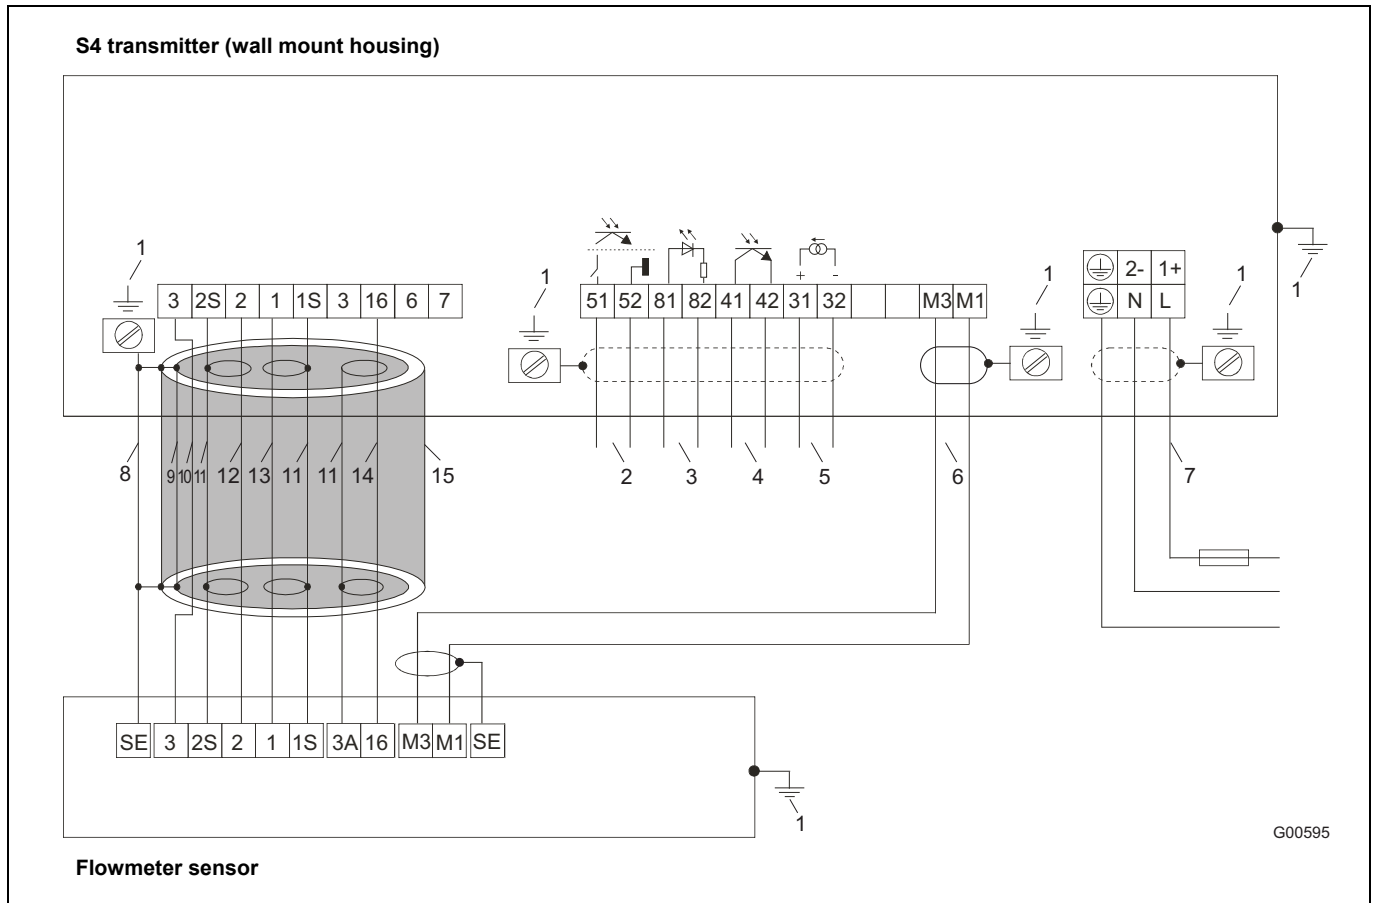 S4 transmitter (wall mount housing)
1
1
1
1
1
3 2S 2 1 1S 3 16 6 7
51 52 81 82 41 42 31 32 M3 M1
+ -
2- 1+
N L
8 9 10 11 12 13 11 11 14 15
2 3 4 5 6 7
SE 3 2S 2 1 1S 3A 16 M3 M1 SE
1
G00595
Flowmeter sensor